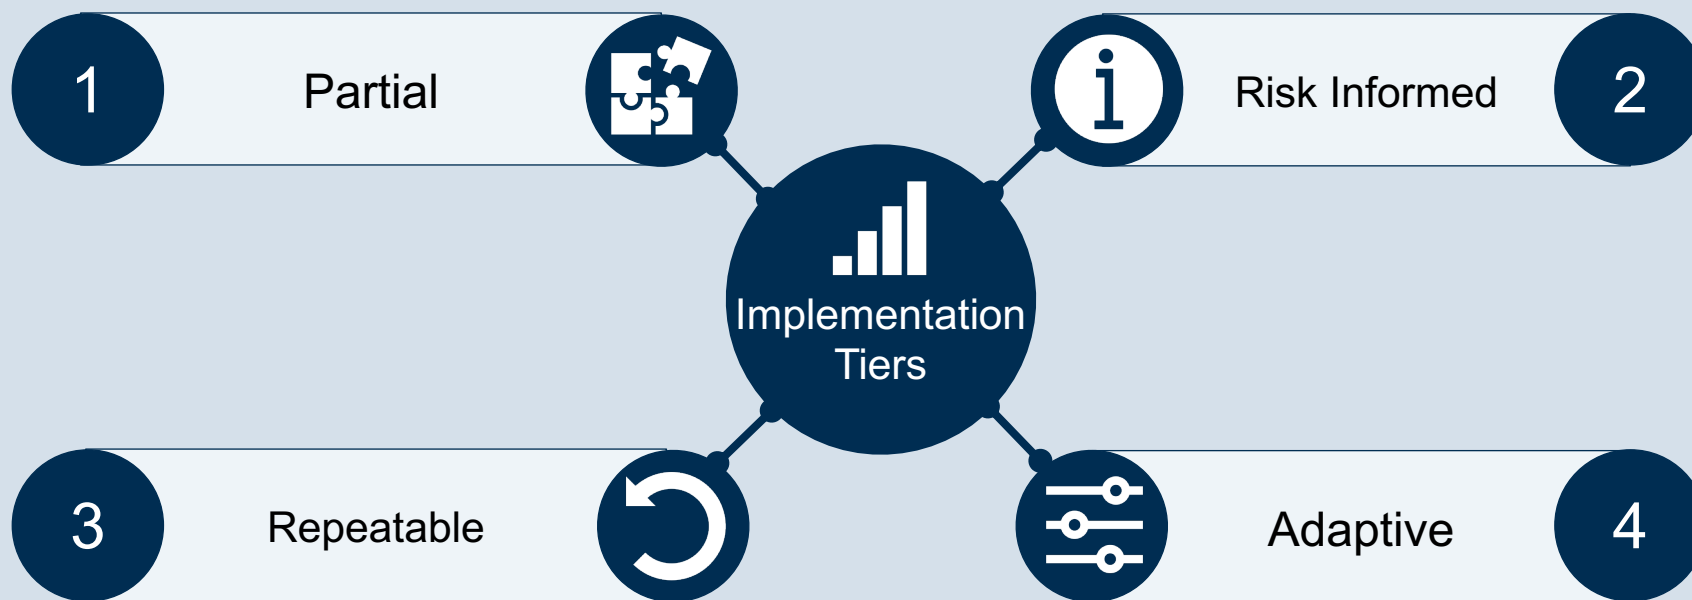 1
Partial
Risk Informed
2
Implementation
Tiers
3
Repeatable
Adaptive
4